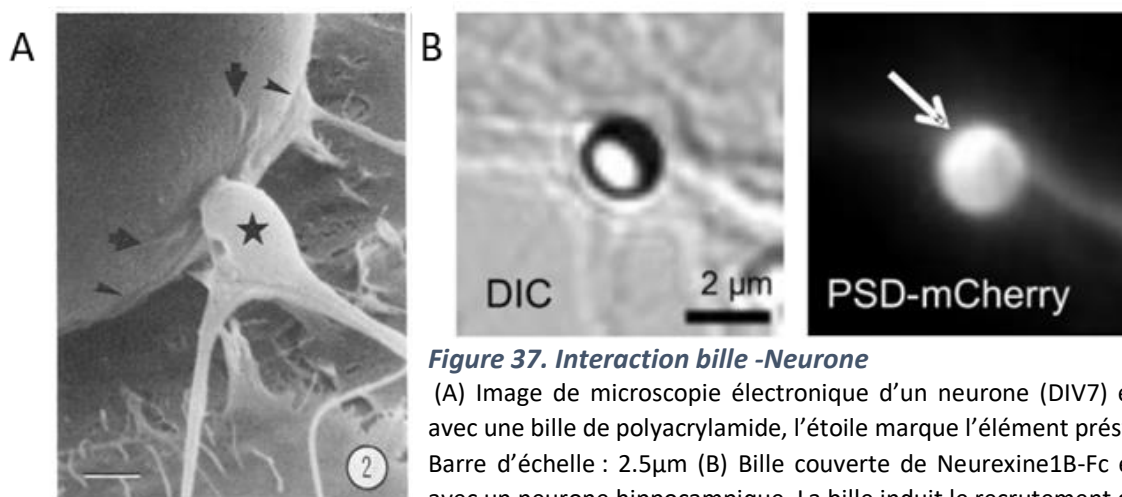 A
B
DIC
2 µm
PSD-mCherry
2
Figure 37. Interaction bille -Neurone
(A) Image de microscopie électronique d’un neurone (DIV7) e
avec une bille de polyacrylamide, l’étoile marque l’élément prés
Barre d’échelle : 2.5µm (B) Bille couverte de Neurexine1B-Fc e
avec un neurone hippocampique. La bille induit le recrutement